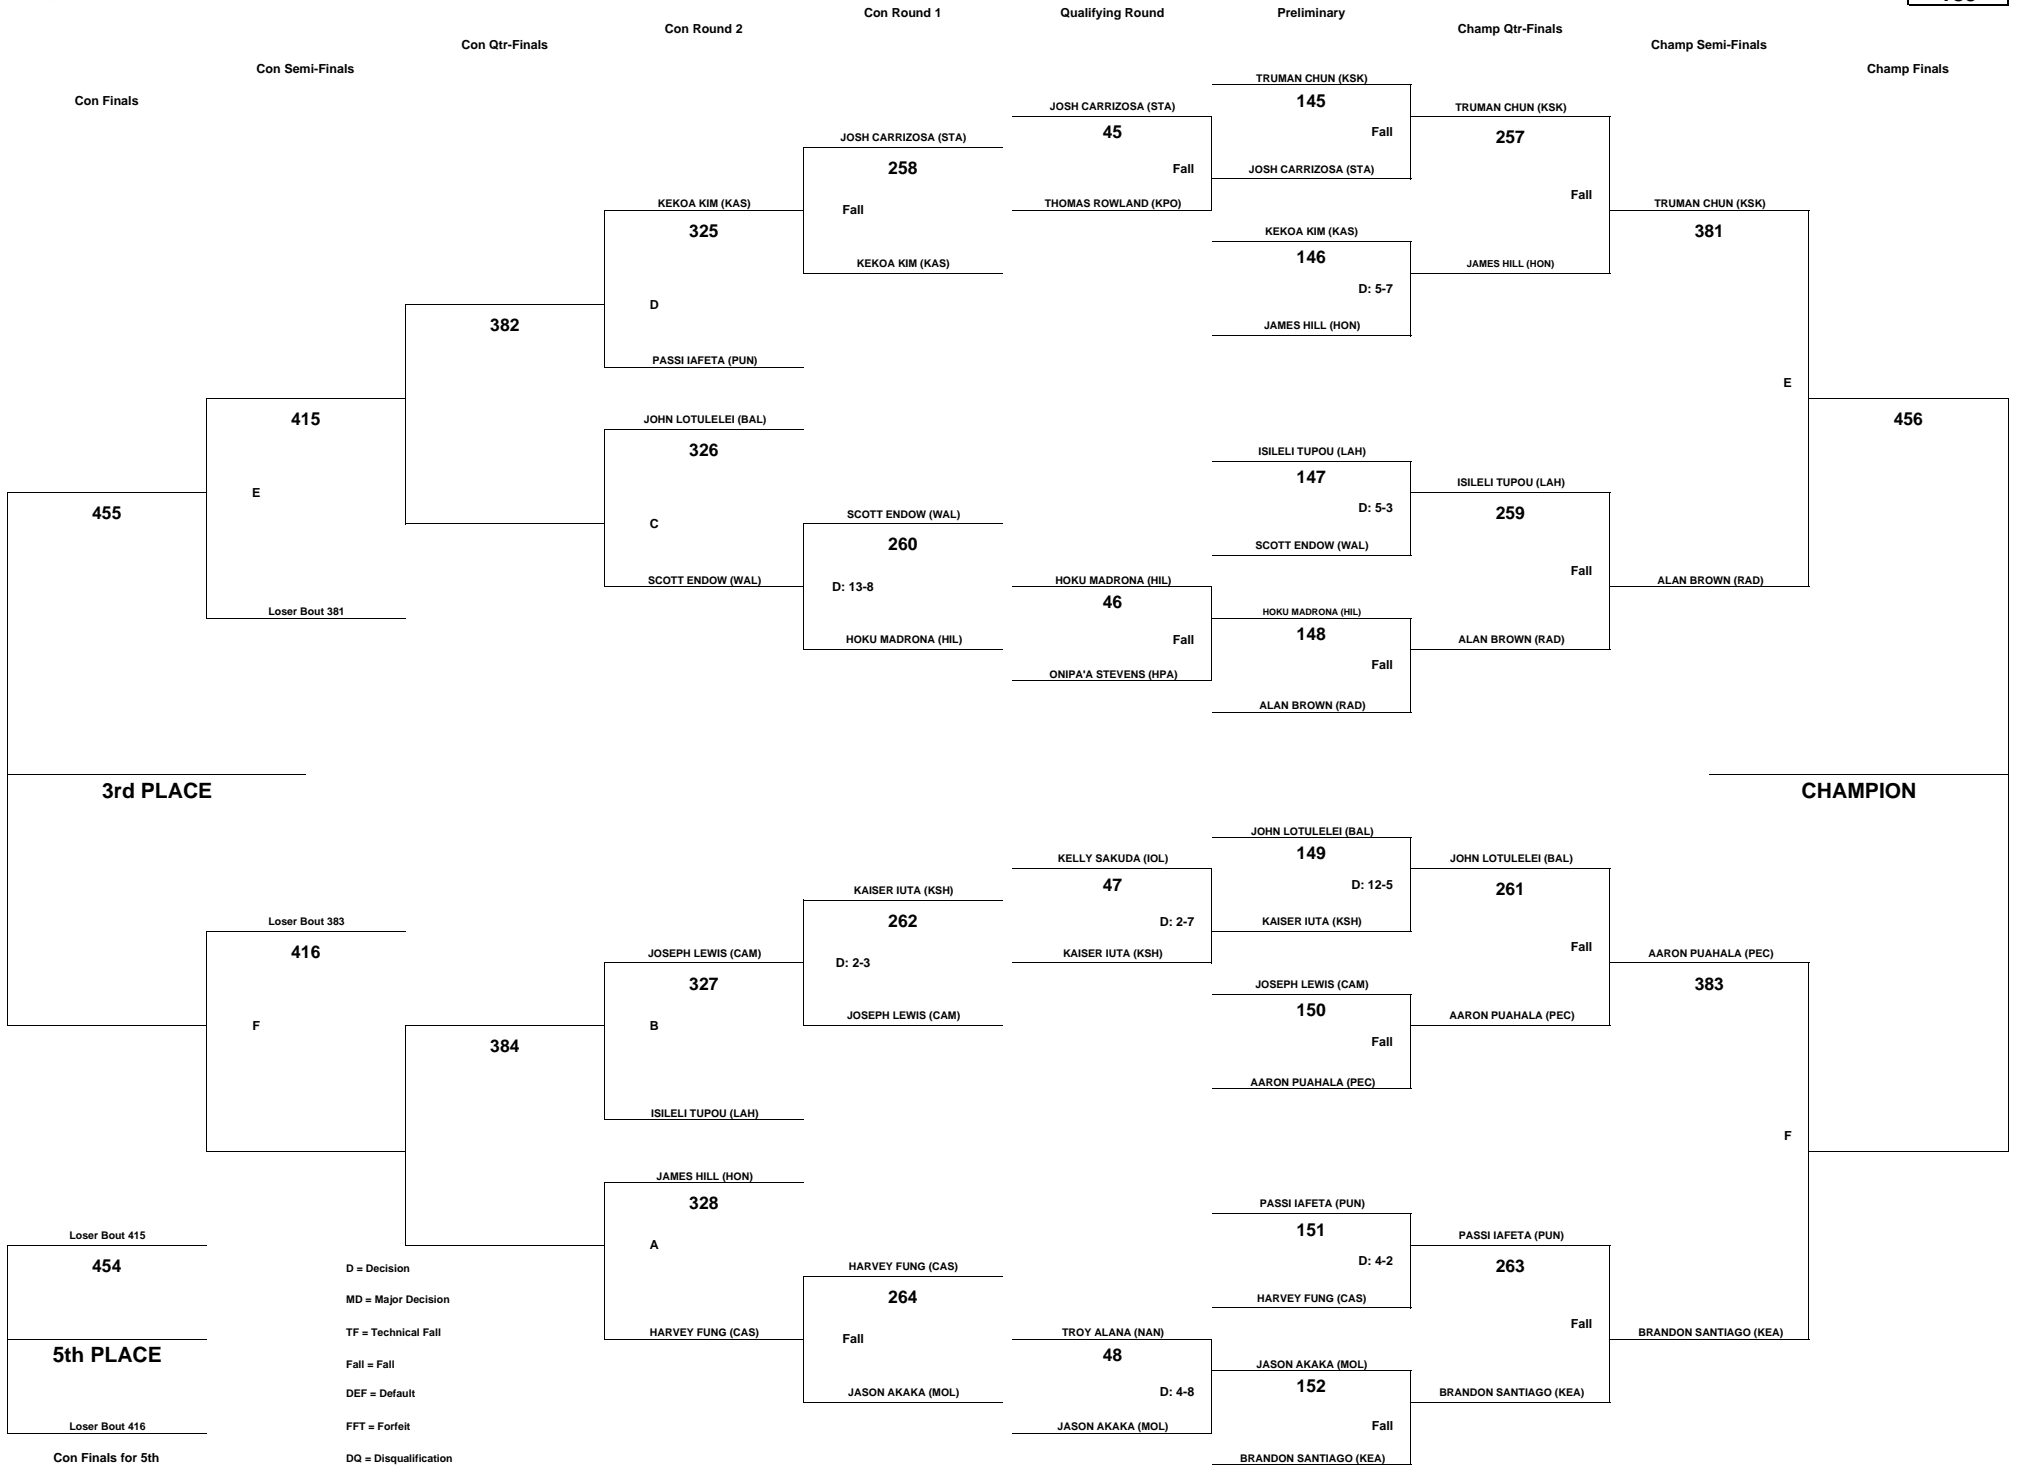 Con Round 1
Qualifying Round
Preliminary
Con Round 2
Champ Qtr-Finals
Con Qtr-Finals
Champ Semi-Finals
Con Semi-Finals
Champ Finals
Con Finals
TRUMAN CHUN (KSK)
145
Fall
JOSH CARRIZOSA (STA)
JOSH CARRIZOSA (STA)
45
Fall
THOMAS ROWLAND (KPO)
TRUMAN CHUN (KSK)
257
Fall
JAMES HILL (HON)
JOSH CARRIZOSA (STA)
258
Fall
KEKOA KIM (KAS)
KEKOA KIM (KAS)
325
D
PASSI IAFETA (PUN)
KEKOA KIM (KAS)
146
D: 5-7
JAMES HILL (HON)
TRUMAN CHUN (KSK)
381
E
ALAN BROWN (RAD)
382
415
E
Loser Bout 381
455
456
JOHN LOTULELEI (BAL)
326
C
SCOTT ENDOW (WAL)
SCOTT ENDOW (WAL)
260
D: 13-8
HOKU MADRONA (HIL)
HOKU MADRONA (HIL)
46
Fall
ONIPA'A STEVENS (HPA)
ISILELI TUPOU (LAH)
147
D: 5-3
SCOTT ENDOW (WAL)
ISILELI TUPOU (LAH)
259
Fall
ALAN BROWN (RAD)
HOKU MADRONA (HIL)
148
Fall
ALAN BROWN (RAD)
3rd PLACE
CHAMPION
JOHN LOTULELEI (BAL)
149
D: 12-5
KAISER IUTA (KSH)
KELLY SAKUDA (IOL)
47
D: 2-7
KAISER IUTA (KSH)
JOHN LOTULELEI (BAL)
261
Fall
AARON PUAHALA (PEC)
KAISER IUTA (KSH)
262
D: 2-3
JOSEPH LEWIS (CAM)
Loser Bout 383
416
F
JOSEPH LEWIS (CAM)
327
B
ISILELI TUPOU (LAH)
JOSEPH LEWIS (CAM)
150
Fall
AARON PUAHALA (PEC)
AARON PUAHALA (PEC)
383
F
BRANDON SANTIAGO (KEA)
384
JAMES HILL (HON)
328
A
HARVEY FUNG (CAS)
HARVEY FUNG (CAS)
264
Fall
JASON AKAKA (MOL)
TROY ALANA (NAN)
48
D: 4-8
JASON AKAKA (MOL)
PASSI IAFETA (PUN)
151
D: 4-2
HARVEY FUNG (CAS)
PASSI IAFETA (PUN)
263
Fall
BRANDON SANTIAGO (KEA)
JASON AKAKA (MOL)
152
Fall
BRANDON SANTIAGO (KEA)
Loser Bout 415
454
5th PLACE
Loser Bout 416
Con Finals for 5th
D = Decision
MD = Major Decision
TF = Technical Fall
Fall = Fall
DEF = Default
FFT = Forfeit
DQ = Disqualification